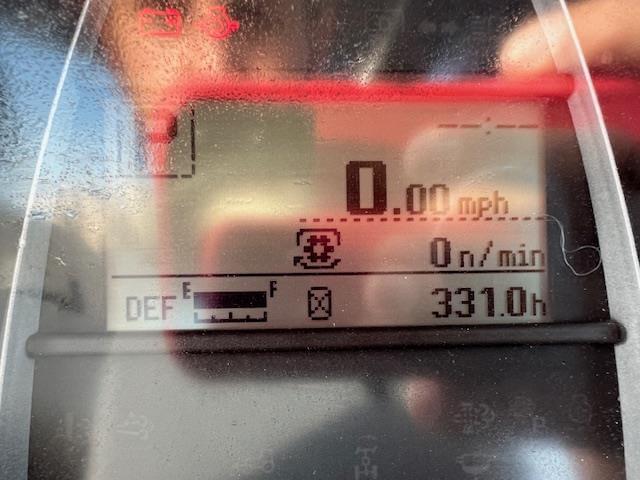 0.00 mph
0 n/min
E F
DEF 331.0h